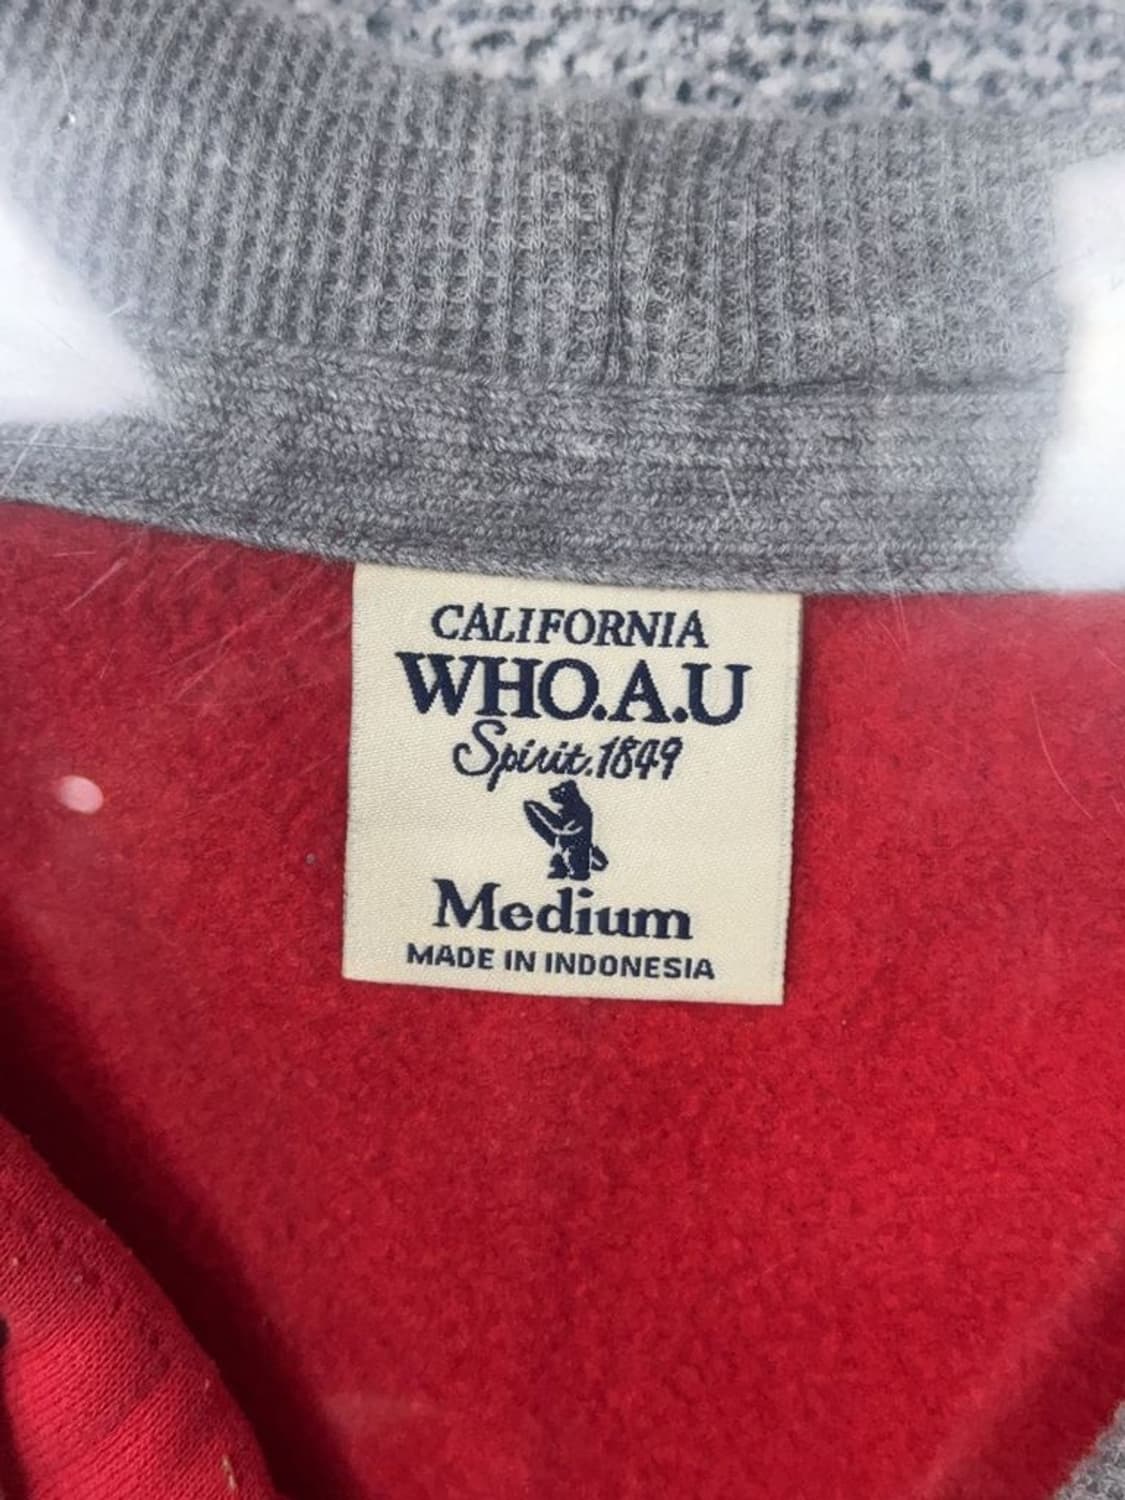 CALIFORNIA
WHO.A.U
Spirit.1849
Medium
MADE IN INDONESIA